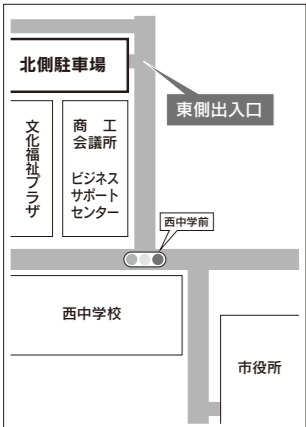 北側駐車場
東側出入口
文化福祉プラザ
商　工
会議所
ビジネス
サポート
センター
西中学前
西中学校
市役所